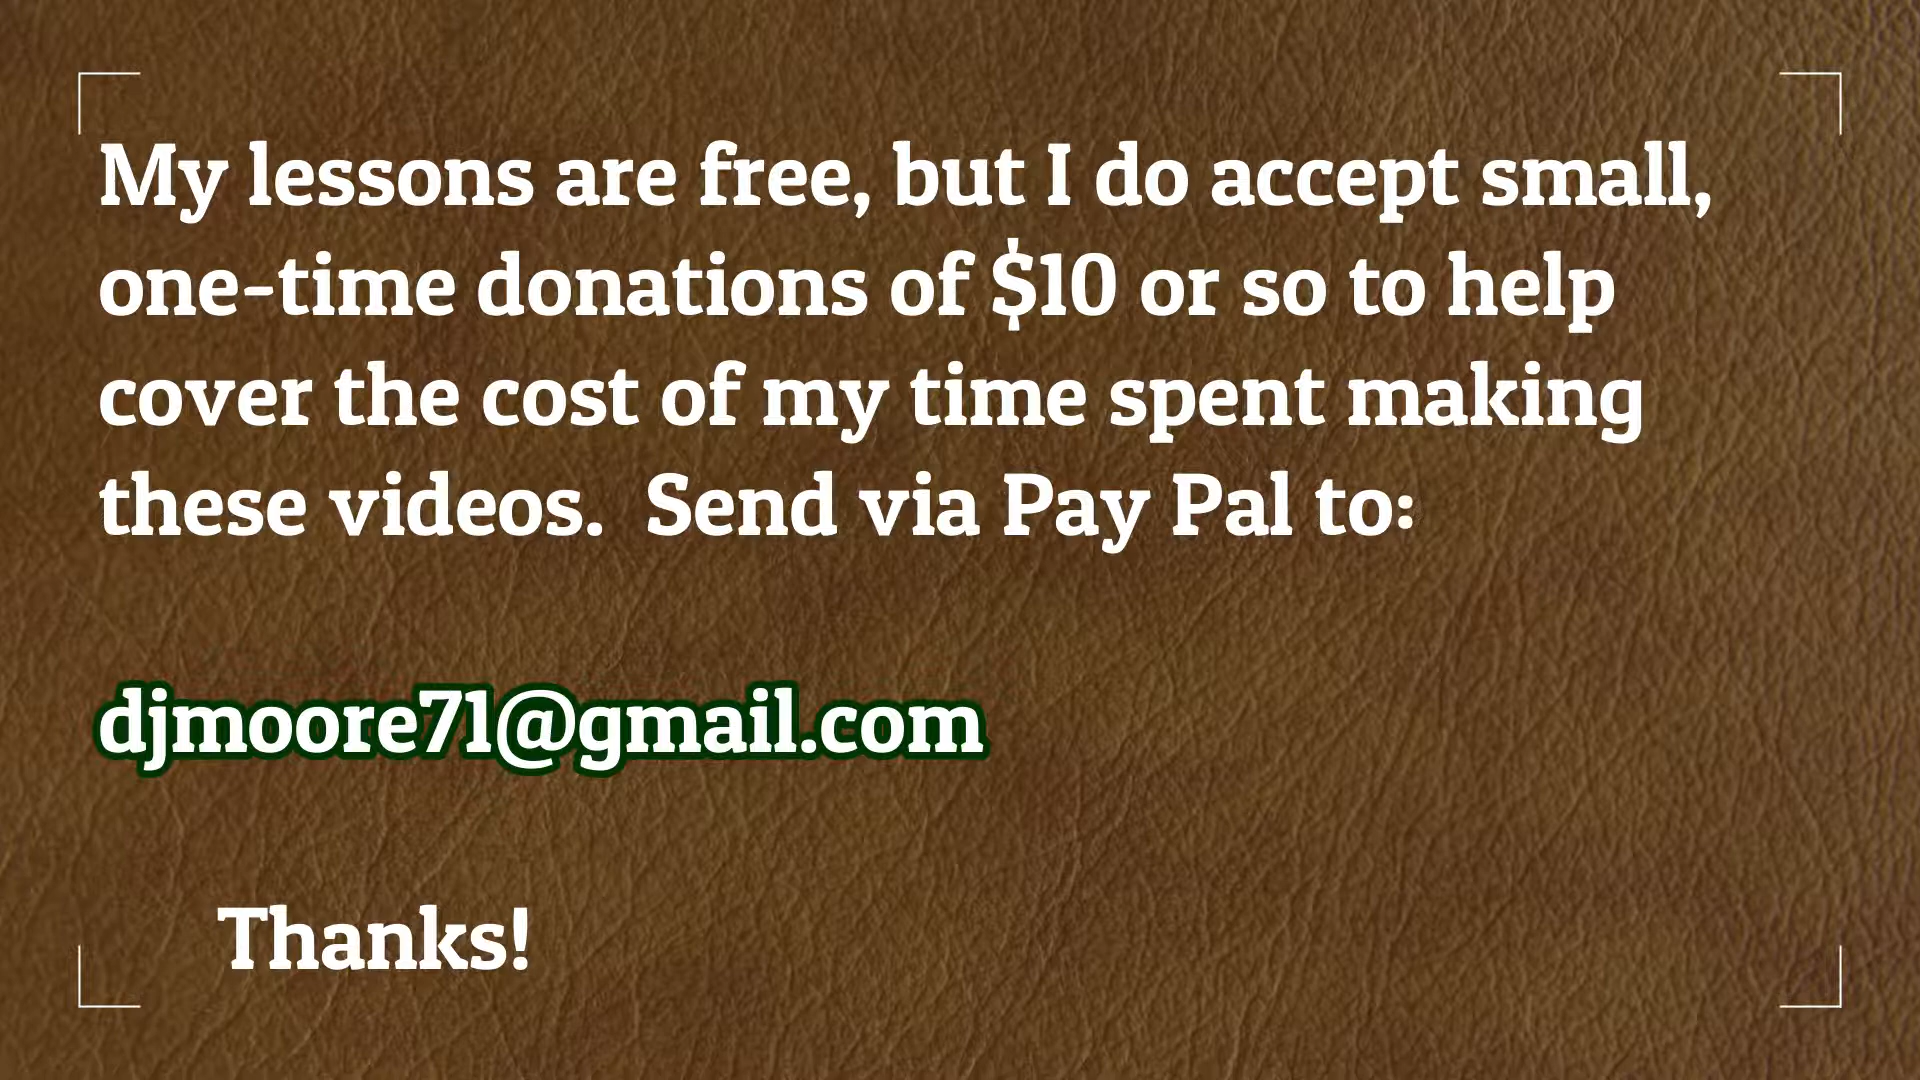 My lessons are free, but I do accept small,
one-time donations of $10 or so to help
cover the cost of my time spent making
these videos.  Send via Pay Pal to:
djmoore71@gmail.com
Thanks!